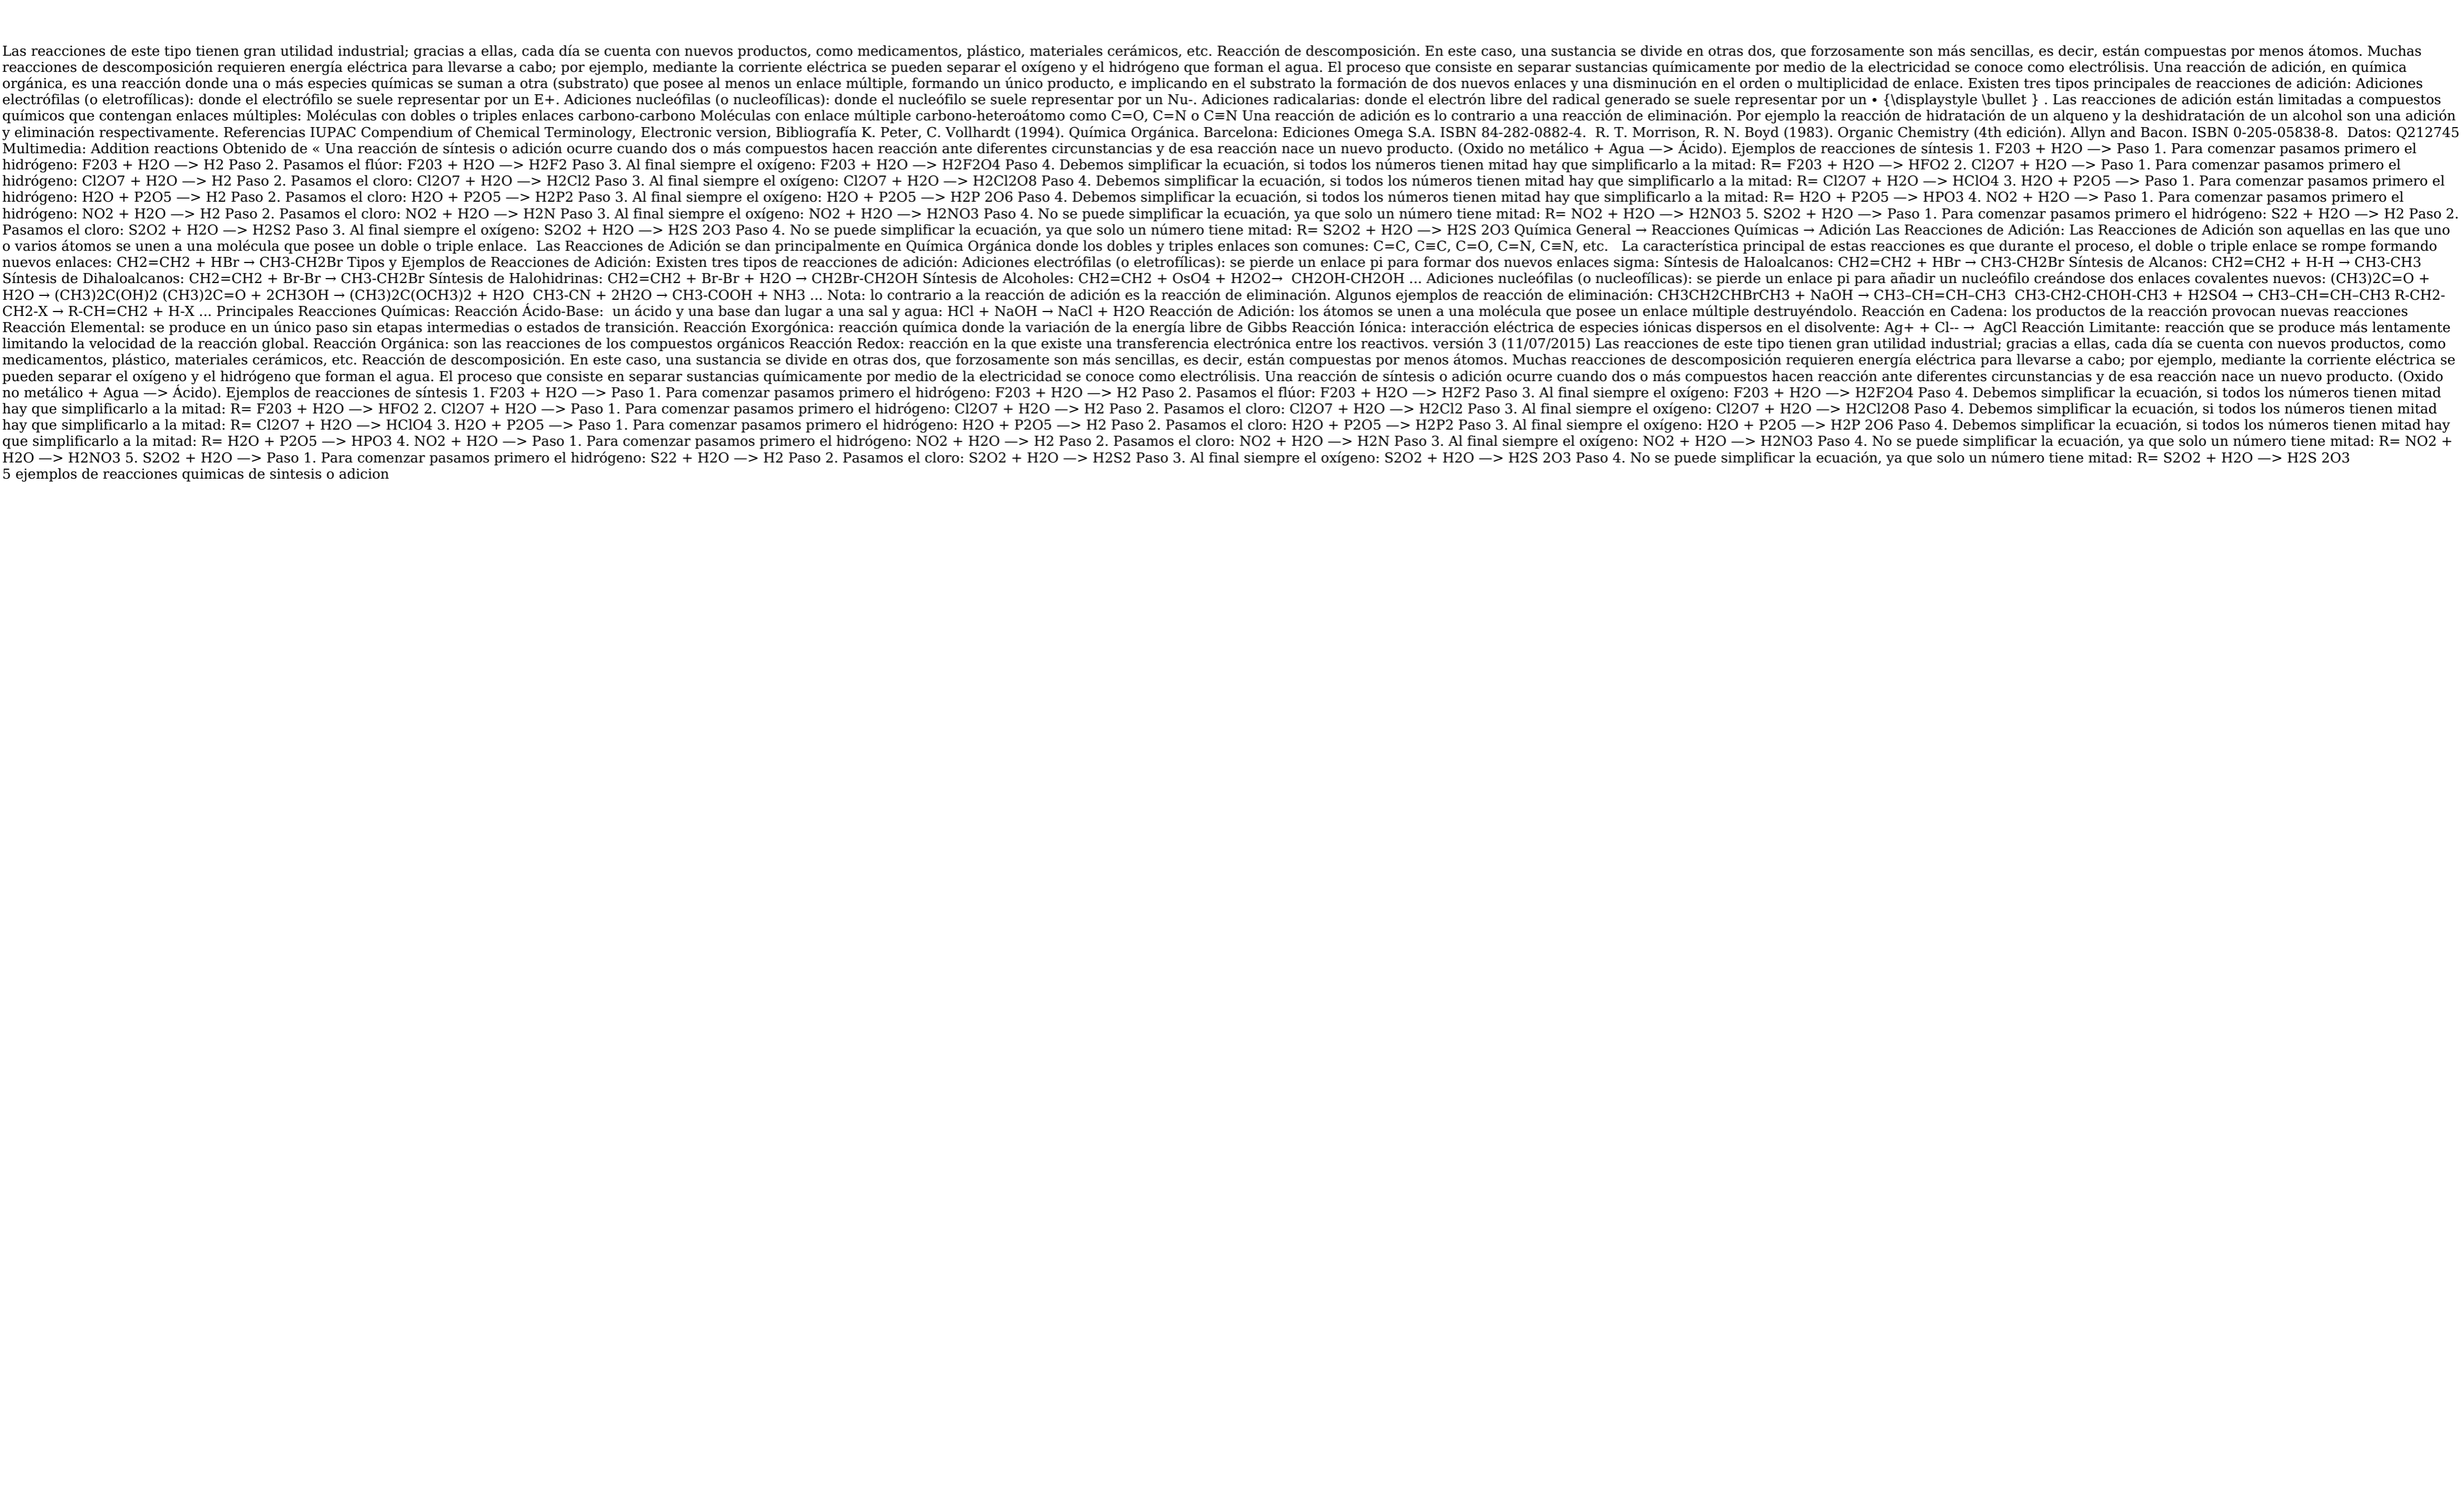 Las reacciones de este tipo tienen gran utilidad industrial; gracias a ellas, cada día se cuenta con nuevos productos, como medicamentos, plástico, materiales cerámicos, etc. Reacción de descomposición. En este caso, una sustancia se divide en otras dos, que forzosamente son más sencillas, es decir, están compuestas por menos átomos. Muchas
reacciones de descomposición requieren energía eléctrica para llevarse a cabo; por ejemplo, mediante la corriente eléctrica se pueden separar el oxígeno y el hidrógeno que forman el agua. El proceso que consiste en separar sustancias químicamente por medio de la electricidad se conoce como electrólisis. Una reacción de adición, en química
orgánica, es una reacción donde una o más especies químicas se suman a otra (substrato) que posee al menos un enlace múltiple, formando un único producto, e implicando en el substrato la formación de dos nuevos enlaces y una disminución en el orden o multiplicidad de enlace. Existen tres tipos principales de reacciones de adición: Adiciones
electrófilas (o eletrofílicas): donde el electrófilo se suele representar por un E+. Adiciones nucleófilas (o nucleofílicas): donde el nucleófilo se suele representar por un Nu-. Adiciones radicalarias: donde el electrón libre del radical generado se suele representar por un • {\displaystyle \bullet } . Las reacciones de adición están limitadas a compuestos
químicos que contengan enlaces múltiples: Moléculas con dobles o triples enlaces carbono-carbono Moléculas con enlace múltiple carbono-heteroátomo como C=O, C=N o C≡N Una reacción de adición es lo contrario a una reacción de eliminación. Por ejemplo la reacción de hidratación de un alqueno y la deshidratación de un alcohol son una adición
y eliminación respectivamente. Referencias IUPAC Compendium of Chemical Terminology, Electronic version, Bibliografía K. Peter, C. Vollhardt (1994). Química Orgánica. Barcelona: Ediciones Omega S.A. ISBN 84-282-0882-4.  R. T. Morrison, R. N. Boyd (1983). Organic Chemistry (4th edición). Allyn and Bacon. ISBN 0-205-05838-8.  Datos: Q212745
Multimedia: Addition reactions Obtenido de « Una reacción de síntesis o adición ocurre cuando dos o más compuestos hacen reacción ante diferentes circunstancias y de esa reacción nace un nuevo producto. (Oxido no metálico + Agua —> Ácido). Ejemplos de reacciones de síntesis 1. F203 + H2O —> Paso 1. Para comenzar pasamos primero el
hidrógeno: F203 + H2O —> H2 Paso 2. Pasamos el flúor: F203 + H2O —> H2F2 Paso 3. Al final siempre el oxígeno: F203 + H2O —> H2F2O4 Paso 4. Debemos simplificar la ecuación, si todos los números tienen mitad hay que simplificarlo a la mitad: R= F203 + H2O —> HFO2 2. Cl2O7 + H2O —> Paso 1. Para comenzar pasamos primero el
hidrógeno: Cl2O7 + H2O —> H2 Paso 2. Pasamos el cloro: Cl2O7 + H2O —> H2Cl2 Paso 3. Al final siempre el oxígeno: Cl2O7 + H2O —> H2Cl2O8 Paso 4. Debemos simplificar la ecuación, si todos los números tienen mitad hay que simplificarlo a la mitad: R= Cl2O7 + H2O —> HClO4 3. H2O + P2O5 —> Paso 1. Para comenzar pasamos primero el
hidrógeno: H2O + P2O5 —> H2 Paso 2. Pasamos el cloro: H2O + P2O5 —> H2P2 Paso 3. Al final siempre el oxígeno: H2O + P2O5 —> H2P 2O6 Paso 4. Debemos simplificar la ecuación, si todos los números tienen mitad hay que simplificarlo a la mitad: R= H2O + P2O5 —> HPO3 4. NO2 + H2O —> Paso 1. Para comenzar pasamos primero el
hidrógeno: NO2 + H2O —> H2 Paso 2. Pasamos el cloro: NO2 + H2O —> H2N Paso 3. Al final siempre el oxígeno: NO2 + H2O —> H2NO3 Paso 4. No se puede simplificar la ecuación, ya que solo un número tiene mitad: R= NO2 + H2O —> H2NO3 5. S2O2 + H2O —> Paso 1. Para comenzar pasamos primero el hidrógeno: S22 + H2O —> H2 Paso 2.
Pasamos el cloro: S2O2 + H2O —> H2S2 Paso 3. Al final siempre el oxígeno: S2O2 + H2O —> H2S 2O3 Paso 4. No se puede simplificar la ecuación, ya que solo un número tiene mitad: R= S2O2 + H2O —> H2S 2O3 Química General → Reacciones Químicas → Adición Las Reacciones de Adición: Las Reacciones de Adición son aquellas en las que uno
o varios átomos se unen a una molécula que posee un doble o triple enlace.  Las Reacciones de Adición se dan principalmente en Química Orgánica donde los dobles y triples enlaces son comunes: C=C, C≡C, C=O, C=N, C≡N, etc.   La característica principal de estas reacciones es que durante el proceso, el doble o triple enlace se rompe formando
nuevos enlaces: CH2=CH2 + HBr → CH3-CH2Br Tipos y Ejemplos de Reacciones de Adición: Existen tres tipos de reacciones de adición: Adiciones electrófilas (o eletrofílicas): se pierde un enlace pi para formar dos nuevos enlaces sigma: Síntesis de Haloalcanos: CH2=CH2 + HBr → CH3-CH2Br Síntesis de Alcanos: CH2=CH2 + H-H → CH3-CH3
Síntesis de Dihaloalcanos: CH2=CH2 + Br-Br → CH3-CH2Br Síntesis de Halohidrinas: CH2=CH2 + Br-Br + H2O → CH2Br-CH2OH Síntesis de Alcoholes: CH2=CH2 + OsO4 + H2O2→  CH2OH-CH2OH ... Adiciones nucleófilas (o nucleofílicas): se pierde un enlace pi para añadir un nucleófilo creándose dos enlaces covalentes nuevos: (CH3)2C=O +
H2O → (CH3)2C(OH)2 (CH3)2C=O + 2CH3OH → (CH3)2C(OCH3)2 + H2O  CH3-CN + 2H2O → CH3-COOH + NH3 ... Nota: lo contrario a la reacción de adición es la reacción de eliminación. Algunos ejemplos de reacción de eliminación: CH3CH2CHBrCH3 + NaOH → CH3–CH=CH–CH3  CH3-CH2-CHOH-CH3 + H2SO4 → CH3–CH=CH–CH3 R-CH2-
CH2-X → R-CH=CH2 + H-X ... Principales Reacciones Químicas: Reacción Ácido-Base:  un ácido y una base dan lugar a una sal y agua: HCl + NaOH → NaCl + H2O Reacción de Adición: los átomos se unen a una molécula que posee un enlace múltiple destruyéndolo. Reacción en Cadena: los productos de la reacción provocan nuevas reacciones
Reacción Elemental: se produce en un único paso sin etapas intermedias o estados de transición. Reacción Exorgónica: reacción química donde la variación de la energía libre de Gibbs Reacción Iónica: interacción eléctrica de especies iónicas dispersos en el disolvente: Ag+ + Cl-- →  AgCl Reacción Limitante: reacción que se produce más lentamente
limitando la velocidad de la reacción global. Reacción Orgánica: son las reacciones de los compuestos orgánicos Reacción Redox: reacción en la que existe una transferencia electrónica entre los reactivos. versión 3 (11/07/2015) Las reacciones de este tipo tienen gran utilidad industrial; gracias a ellas, cada día se cuenta con nuevos productos, como
medicamentos, plástico, materiales cerámicos, etc. Reacción de descomposición. En este caso, una sustancia se divide en otras dos, que forzosamente son más sencillas, es decir, están compuestas por menos átomos. Muchas reacciones de descomposición requieren energía eléctrica para llevarse a cabo; por ejemplo, mediante la corriente eléctrica se
pueden separar el oxígeno y el hidrógeno que forman el agua. El proceso que consiste en separar sustancias químicamente por medio de la electricidad se conoce como electrólisis. Una reacción de síntesis o adición ocurre cuando dos o más compuestos hacen reacción ante diferentes circunstancias y de esa reacción nace un nuevo producto. (Oxido
no metálico + Agua —> Ácido). Ejemplos de reacciones de síntesis 1. F203 + H2O —> Paso 1. Para comenzar pasamos primero el hidrógeno: F203 + H2O —> H2 Paso 2. Pasamos el flúor: F203 + H2O —> H2F2 Paso 3. Al final siempre el oxígeno: F203 + H2O —> H2F2O4 Paso 4. Debemos simplificar la ecuación, si todos los números tienen mitad
hay que simplificarlo a la mitad: R= F203 + H2O —> HFO2 2. Cl2O7 + H2O —> Paso 1. Para comenzar pasamos primero el hidrógeno: Cl2O7 + H2O —> H2 Paso 2. Pasamos el cloro: Cl2O7 + H2O —> H2Cl2 Paso 3. Al final siempre el oxígeno: Cl2O7 + H2O —> H2Cl2O8 Paso 4. Debemos simplificar la ecuación, si todos los números tienen mitad
hay que simplificarlo a la mitad: R= Cl2O7 + H2O —> HClO4 3. H2O + P2O5 —> Paso 1. Para comenzar pasamos primero el hidrógeno: H2O + P2O5 —> H2 Paso 2. Pasamos el cloro: H2O + P2O5 —> H2P2 Paso 3. Al final siempre el oxígeno: H2O + P2O5 —> H2P 2O6 Paso 4. Debemos simplificar la ecuación, si todos los números tienen mitad hay
que simplificarlo a la mitad: R= H2O + P2O5 —> HPO3 4. NO2 + H2O —> Paso 1. Para comenzar pasamos primero el hidrógeno: NO2 + H2O —> H2 Paso 2. Pasamos el cloro: NO2 + H2O —> H2N Paso 3. Al final siempre el oxígeno: NO2 + H2O —> H2NO3 Paso 4. No se puede simplificar la ecuación, ya que solo un número tiene mitad: R= NO2 +
H2O —> H2NO3 5. S2O2 + H2O —> Paso 1. Para comenzar pasamos primero el hidrógeno: S22 + H2O —> H2 Paso 2. Pasamos el cloro: S2O2 + H2O —> H2S2 Paso 3. Al final siempre el oxígeno: S2O2 + H2O —> H2S 2O3 Paso 4. No se puede simplificar la ecuación, ya que solo un número tiene mitad: R= S2O2 + H2O —> H2S 2O3
5 ejemplos de reacciones quimicas de sintesis o adicion